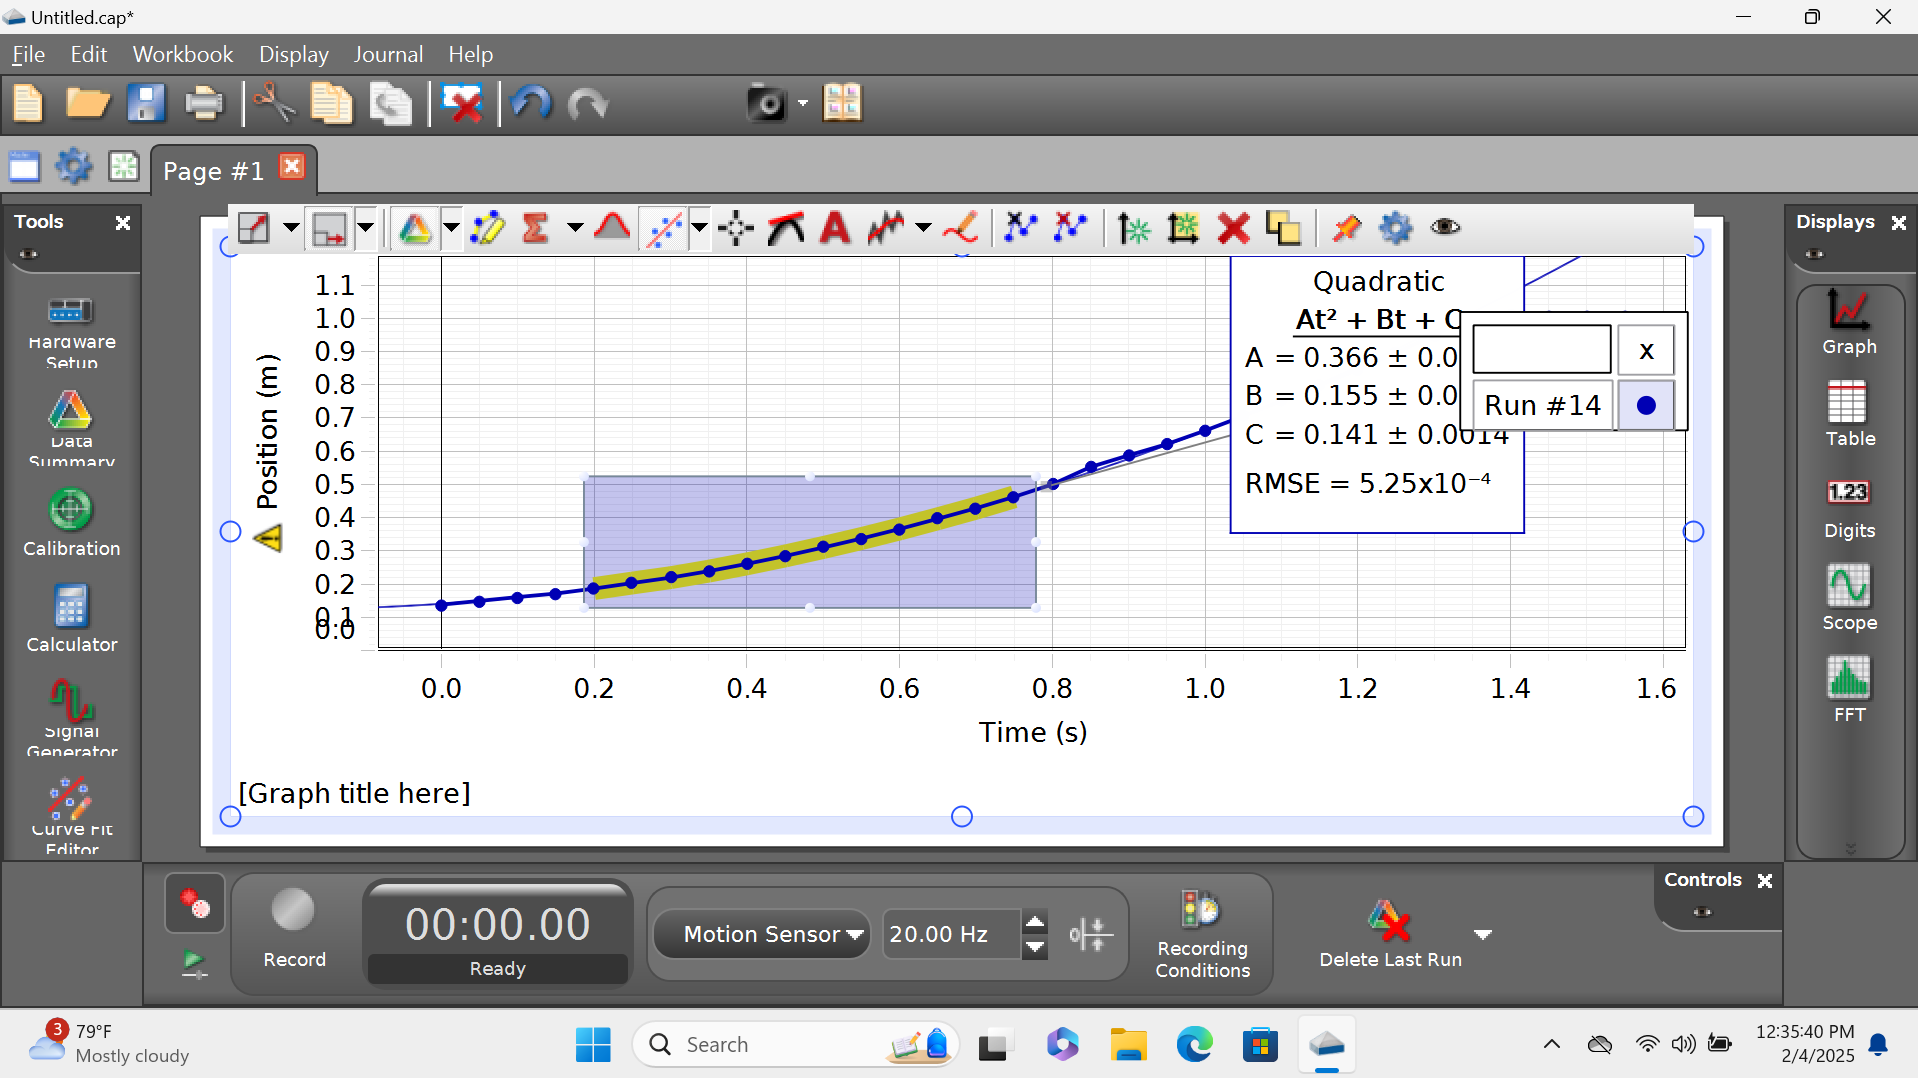 Untitled.cap*
File Edit Workbook Display Journal Help
Page #1
Tools
Hardware
Setup
Data
Summary
Calibration
Calculator
Signal
Generator
Curve Fit
Editor
Position (m)
1.1
1.0
0.9
0.8
0.7
0.6
0.5
0.4
0.3
0.2
0.1
0.0
0.0 0.2 0.4 0.6 0.8 1.0 1.2 1.4 1.6
Time (s)
[Graph title here]
Quadratic
At² + Bt + C
A = 0.366 ± 0.0
B = 0.155 ± 0.0
C = 0.141 ± 0.0014
RMSE = 5.25x10⁻⁴
x
Run #14
Displays
Graph
Table
1.23
Digits
Scope
FFT
Record
00:00.00
Ready
Motion Sensor
20.00 Hz
Recording
Conditions
Delete Last Run
Controls
3
79°F
Mostly cloudy
Search
12:35:40 PM
2/4/2025